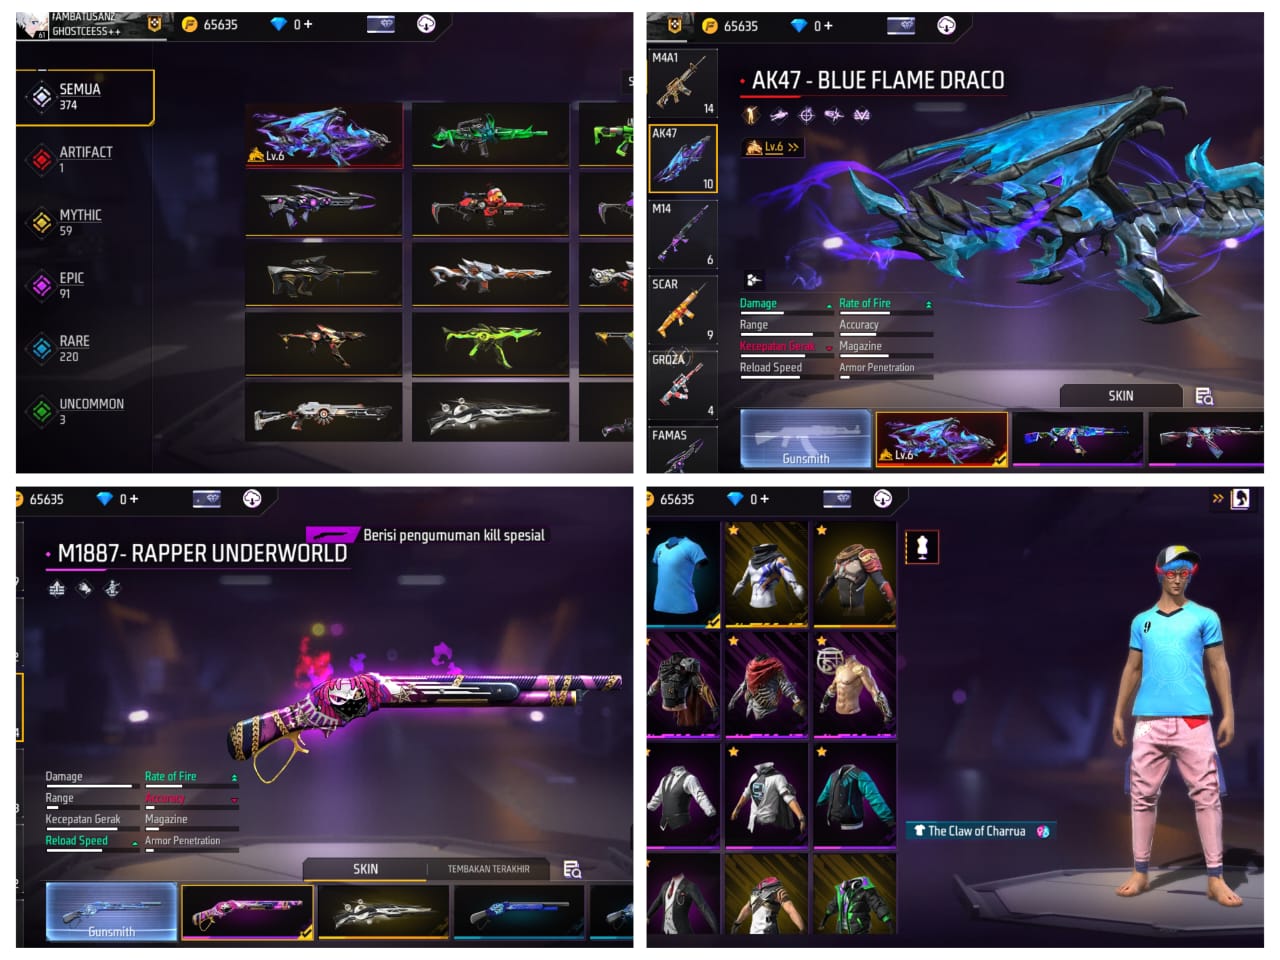 TAMBATUSANZ
GHOSTCEESS++
61
65635
0 +
SEMUA
374
ARTIFACT
1
MYTHIC
59
EPIC
91
RARE
220
UNCOMMON
3
Lv.6
65635
0 +
M4A1
14
AK47
10
M14
6
SCAR
9
GROZA
4
FAMAS
AK47 - BLUE FLAME DRACO
Lv.6
Damage
Rate of Fire
Range
Accuracy
Kecepatan Gerak
Magazine
Reload Speed
Armor Penetration
SKIN
Gunsmith
Lv.6
65635
0 +
Berisi pengumuman kill spesial
M1887- RAPPER UNDERWORLD
Damage
Rate of Fire
Range
Accuracy
Kecepatan Gerak
Magazine
Reload Speed
Armor Penetration
SKIN
TEMBAKAN TERAKHIR
Gunsmith
65635
0 +
9
The Claw of Charrua